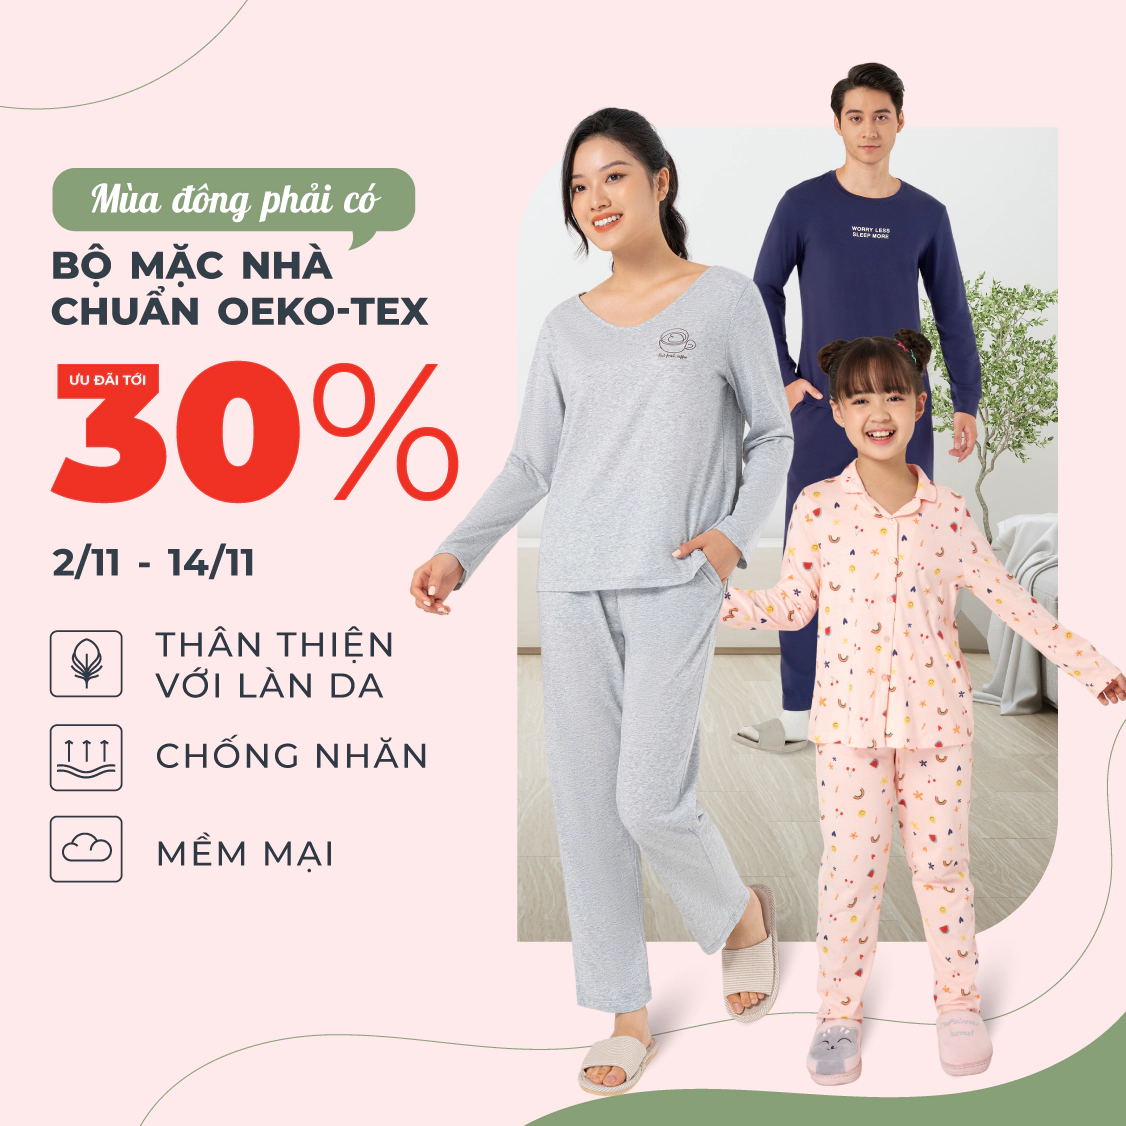 Mùa đông phải có
BỘ MẶC NHÀ
CHUẨN OEKO-TEX
ƯU ĐÃI TỚI
30%
2/11 - 14/11
THÂN THIỆN
VỚI LÀN DA
CHỐNG NHĂN
MỀM MẠI
WORRY LESS
SLEEP MORE